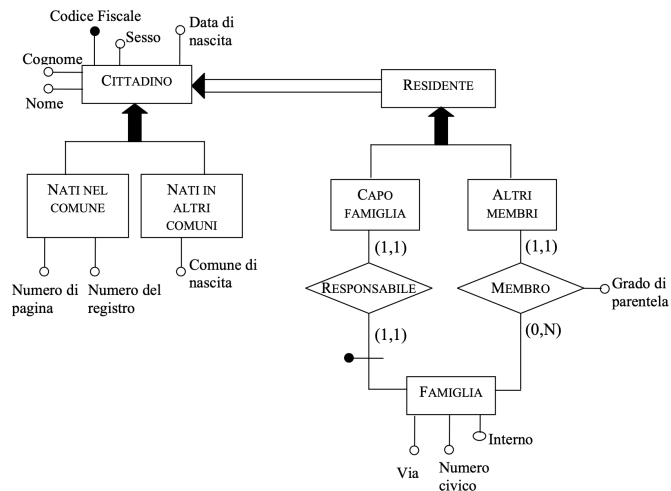 Codice Fiscale
Sesso
Data di
nascita
Cognome
CITTADINO
Nome
RESIDENTE
NATI NEL
COMUNE
NATI IN
ALTRI
COMUNI
CAPO
FAMIGLIA
ALTRI
MEMBRI
(1,1)
(1,1)
Numero di
pagina
Numero del
registro
Comune di
nascita
RESPONSABILE
MEMBRO
Grado di
parentela
(1,1)
(0,N)
FAMIGLIA
Via
Numero
civico
Interno